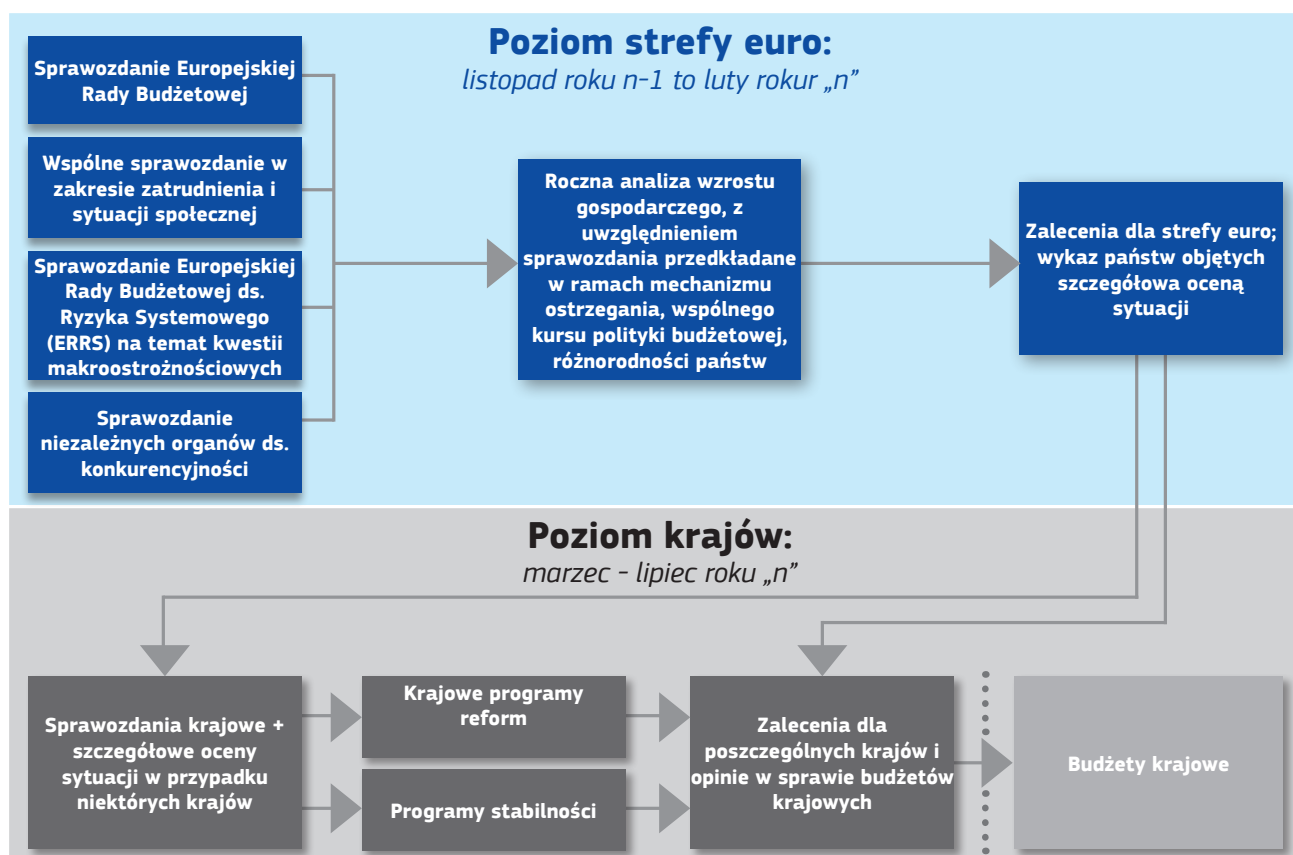 Poziom strefy euro:
listopad roku n-1 to luty rokur „n”
Sprawozdanie Europejskiej
Rady Budżetowej
Wspólne sprawozdanie w
zakresie zatrudnienia i
sytuacji społecznej
Sprawozdanie Europejskiej
Rady Budżetowej ds.
Ryzyka Systemowego
(ERRS) na temat kwestii
makroostrożnościowych
Sprawozdanie
niezależnych organów ds.
konkurencyjności
Roczna analiza wzrostu
gospodarczego, z
uwzględnieniem
sprawozdania przedkładane
w ramach mechanizmu
ostrzegania, wspólnego
kursu polityki budżetowej,
różnorodności państw
Zalecenia dla strefy euro;
wykaz państw objętych
szczegółowa oceną
sytuacji
Poziom krajów:
marzec - lipiec roku „n”
Sprawozdania krajowe +
szczegółowe oceny
sytuacji w przypadku
niektórych krajów
Krajowe programy
reform
Programy stabilności
Zalecenia dla
poszczególnych krajów i
opinie w sprawie budżetów
krajowych
Budżety krajowe